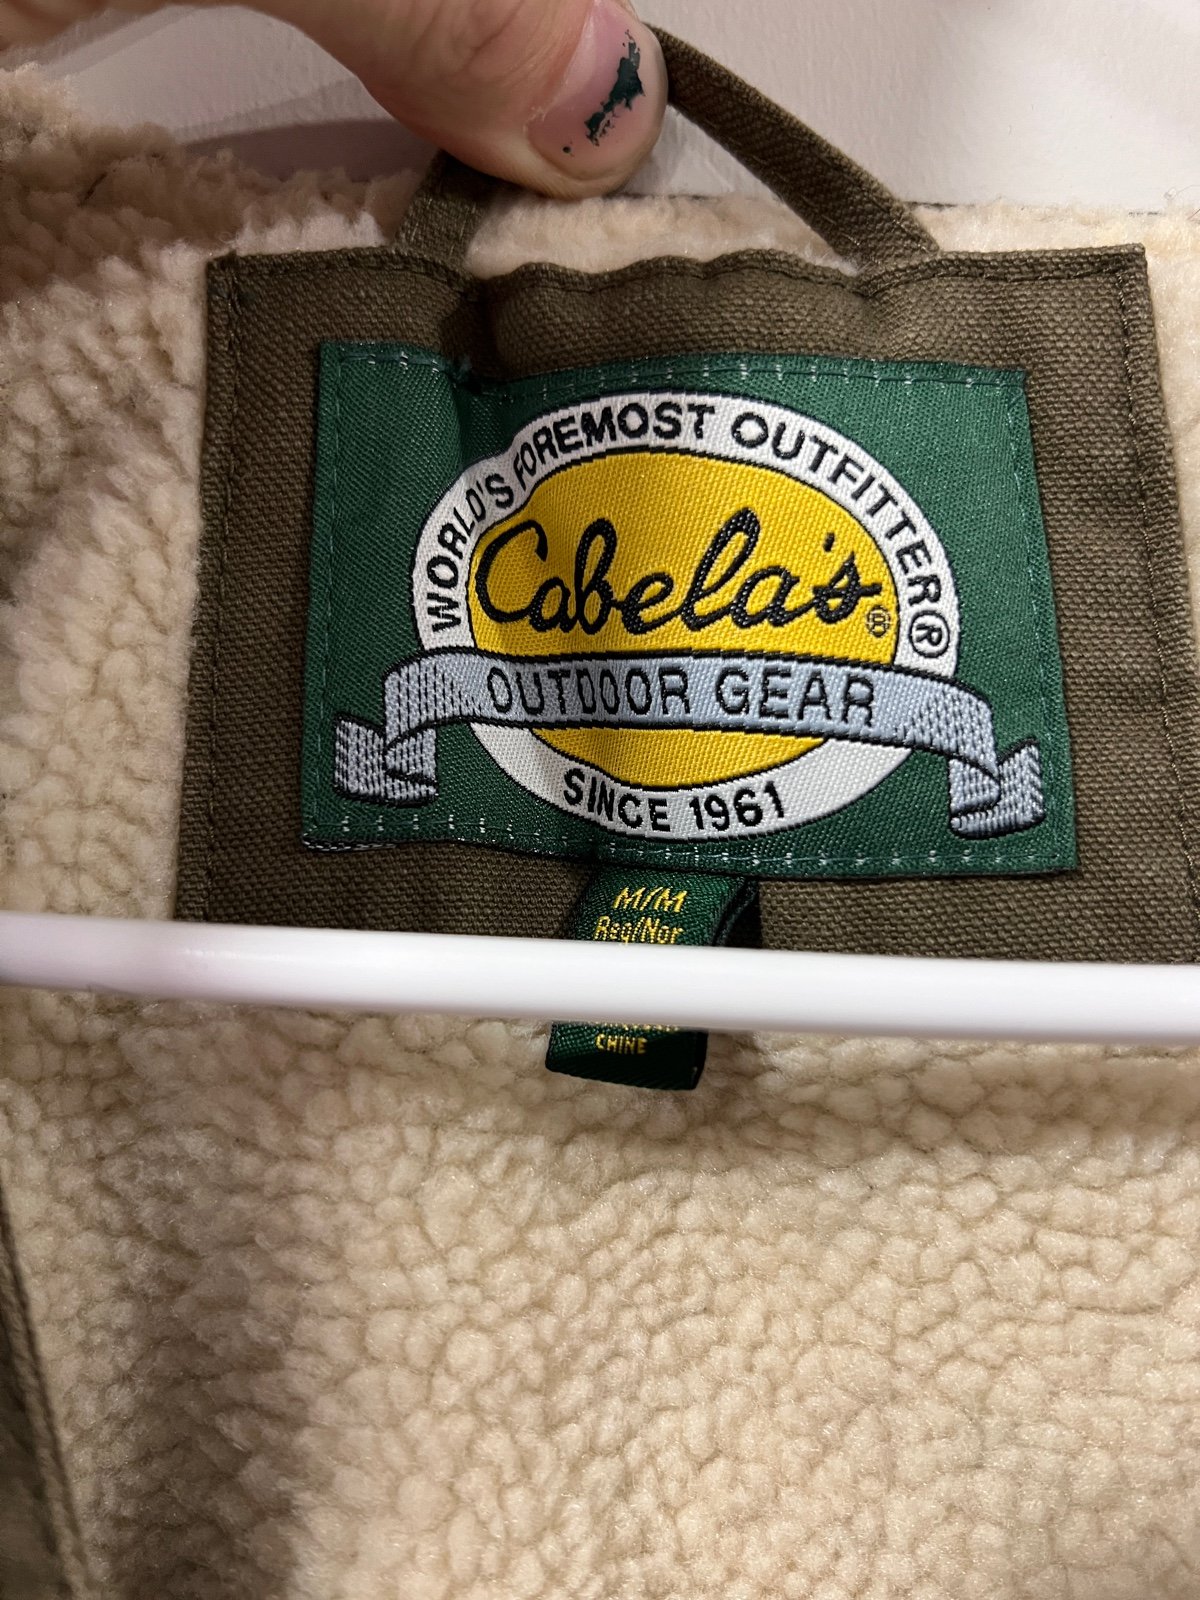 WORLD'S FOREMOST OUTFITTER®
Cabela's®
OUTDOOR GEAR
SINCE 1961
M/M
Reg/Nor
CHINE